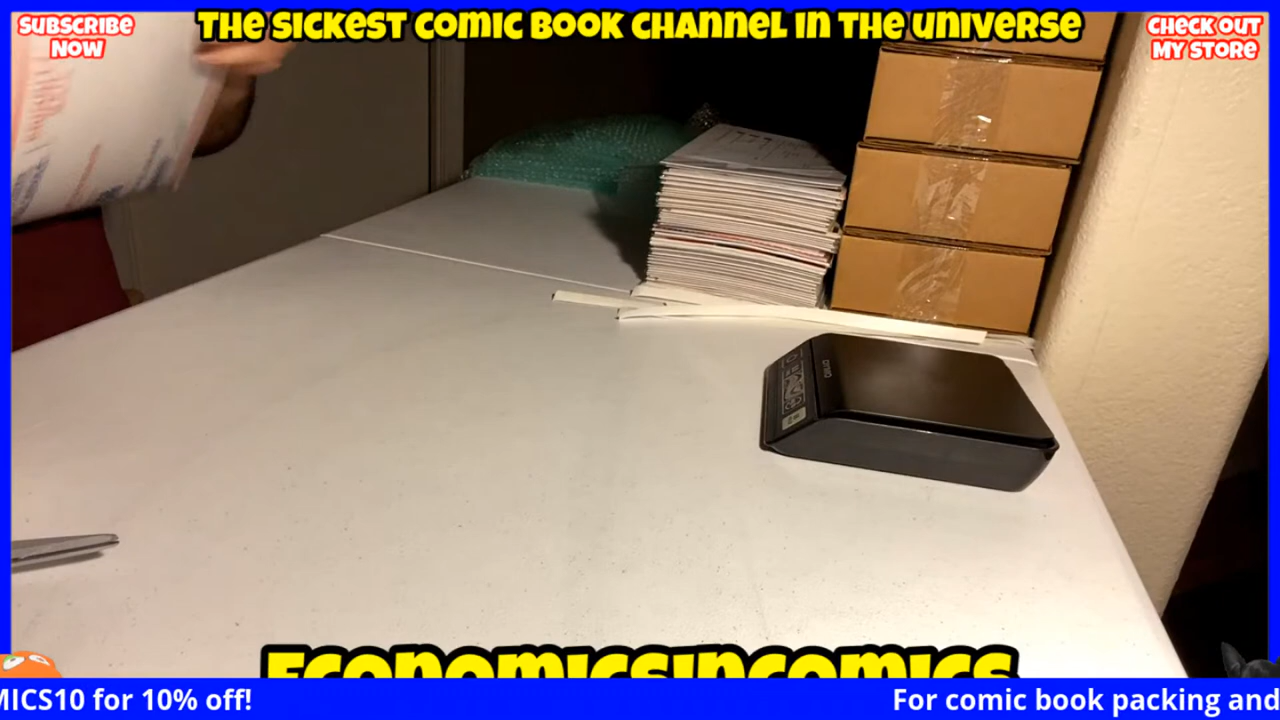 THE SICKEST COMIC BOOK CHANNEL IN THE UNIVERSE
SUBSCRIBE
NOW
CHECK OUT
MY STORE
ECONOMICSINCOMICS
MICS10 for 10% off!
For comic book packing and